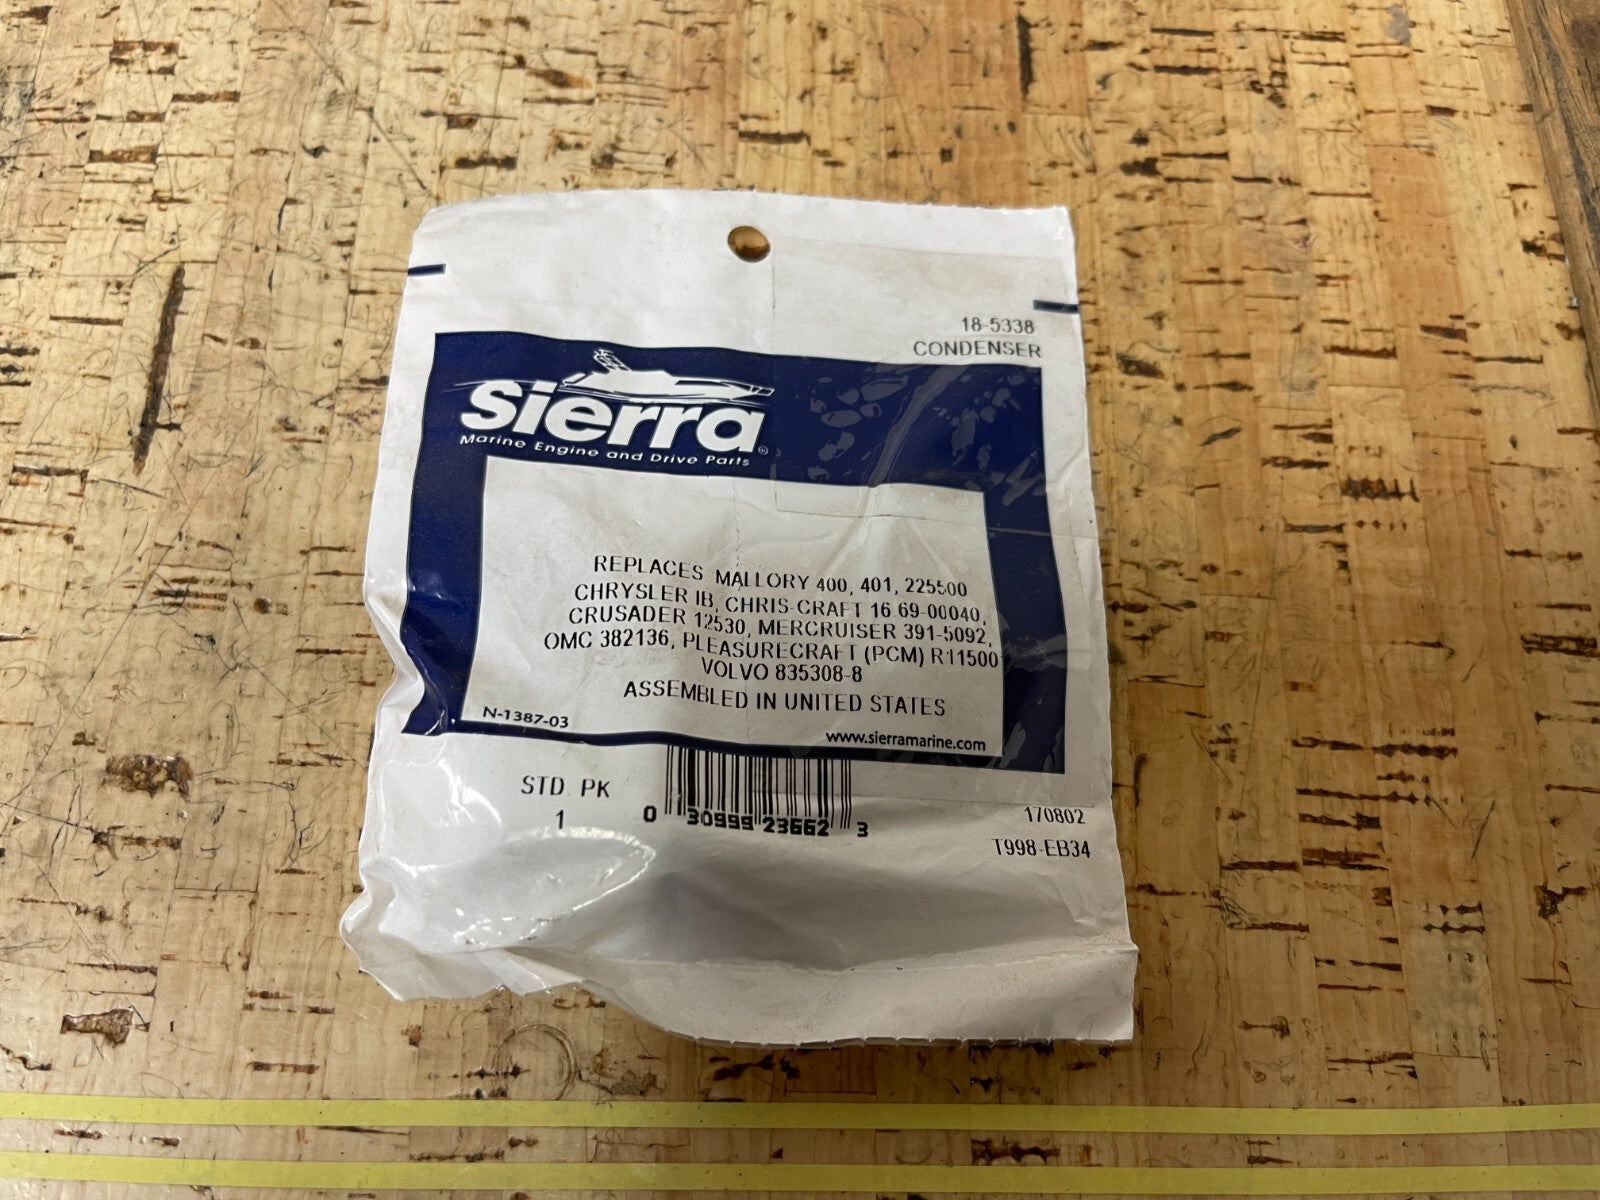 18-5338
CONDENSER
Sierra®
Marine Engine and Drive Parts
REPLACES MALLORY 400, 401, 225500
CHRYSLER IB, CHRIS-CRAFT 16 69-00040,
CRUSADER 12530, MERCRUISER 391-5092,
OMC 382136, PLEASURECRAFT (PCM) R11500
VOLVO 835308-8
ASSEMBLED IN UNITED STATES
N-1387-03
www.sierramarine.com
STD PK
1
0 30999 23662 3
170802
T998-EB34